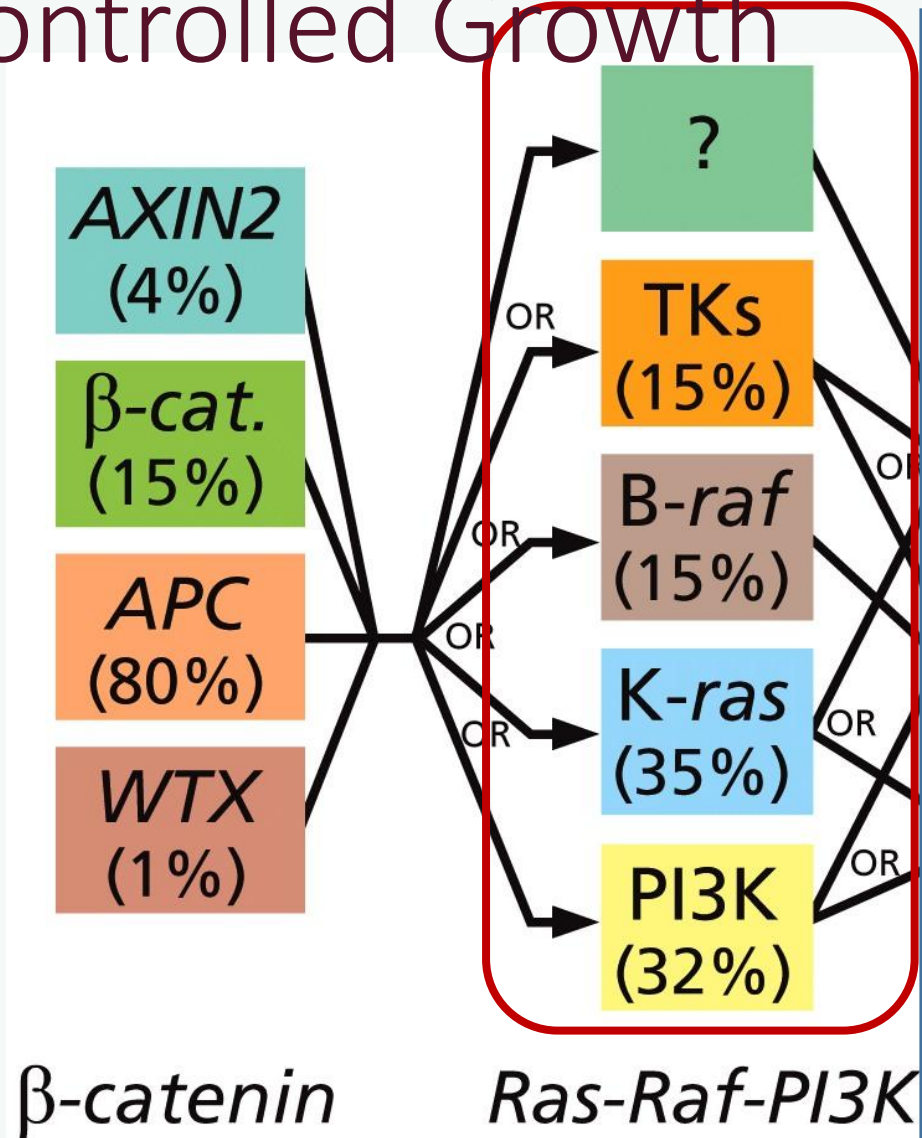 ontrolled Growth
AXIN2
(4%)
β-cat.
(15%)
APC
(80%)
WTX
(1%)
β-catenin
OR
OR
OR
OR
?
TKs
(15%)
B-raf
(15%)
K-ras
(35%)
PI3K
(32%)
OR
OR
OR
Ras-Raf-PI3K